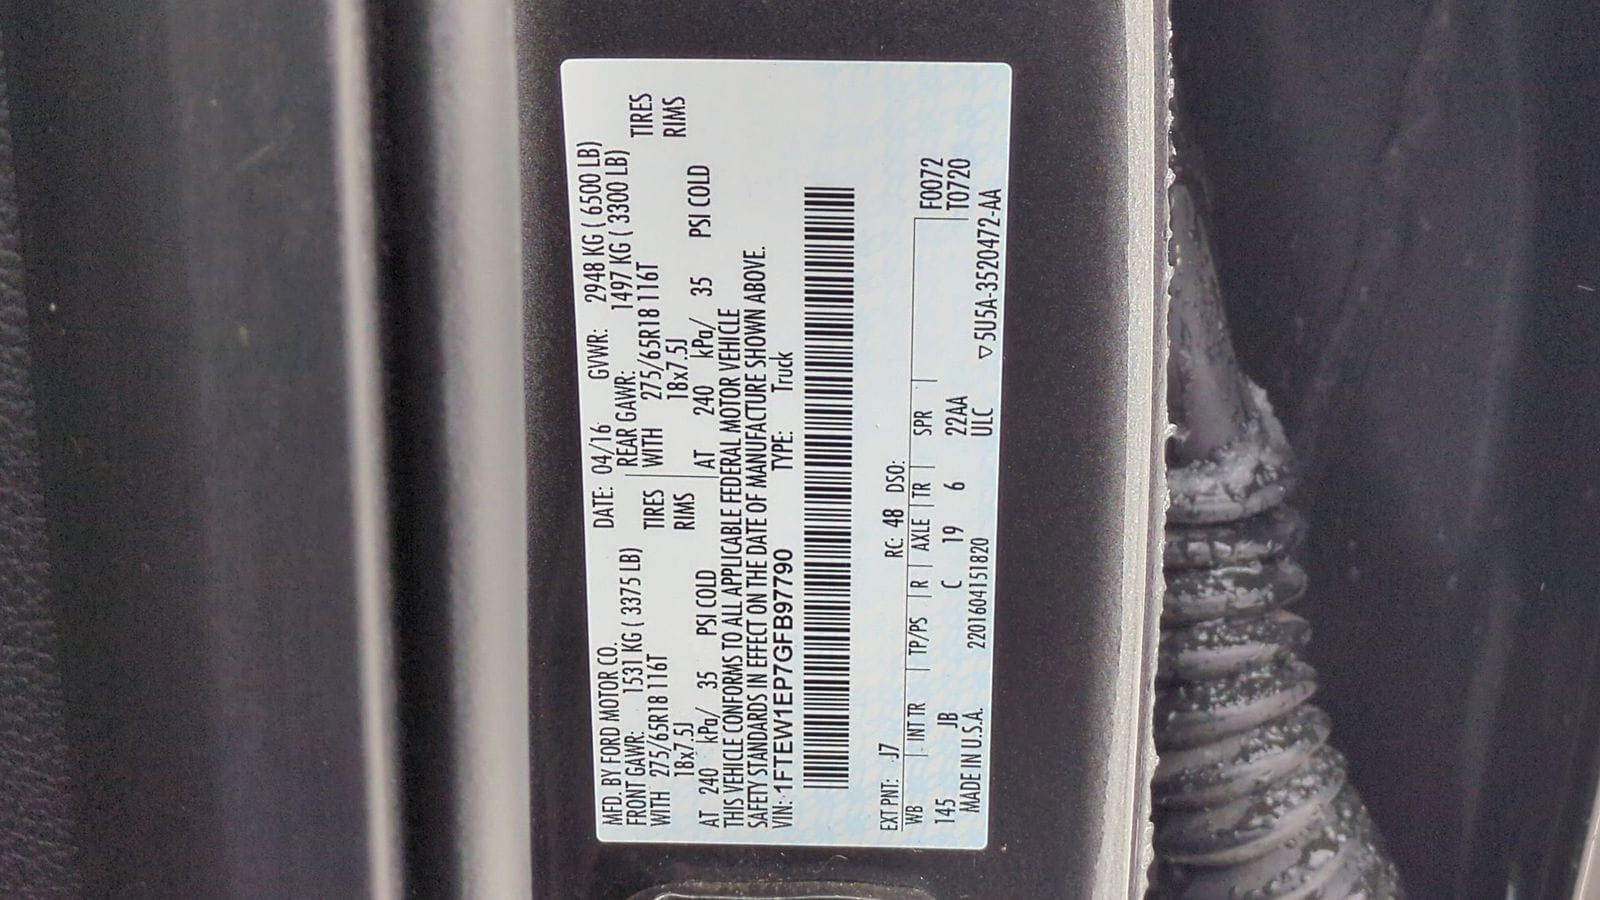 MFD. BY FORD MOTOR CO. DATE: 04/16 GVWR: 2948 KG ( 6500 LB)
FRONT GAWR: 1531 KG ( 3375 LB) REAR GAWR: 1497 KG ( 3300 LB)
WITH 275/65R18 116T TIRES WITH 275/65R18 116T TIRES
18x7.5J RIMS 18x7.5J RIMS
AT 240 kPa/ 35 PSI COLD AT 240 kPa/ 35 PSI COLD
THIS VEHICLE CONFORMS TO ALL APPLICABLE FEDERAL MOTOR VEHICLE
SAFETY STANDARDS IN EFFECT ON THE DATE OF MANUFACTURE SHOWN ABOVE.
VIN: 1FTEW1EP7GFB97790 TYPE: Truck
EXT PNT: J7 RC: 48 DSO:
WB INT TR TP/PS R AXLE TR SPR F0072
145 JB C 19 6 22AA T0720
MADE IN U.S.A. 220160415182​0 ULC ▽5U5A-3520472-AA